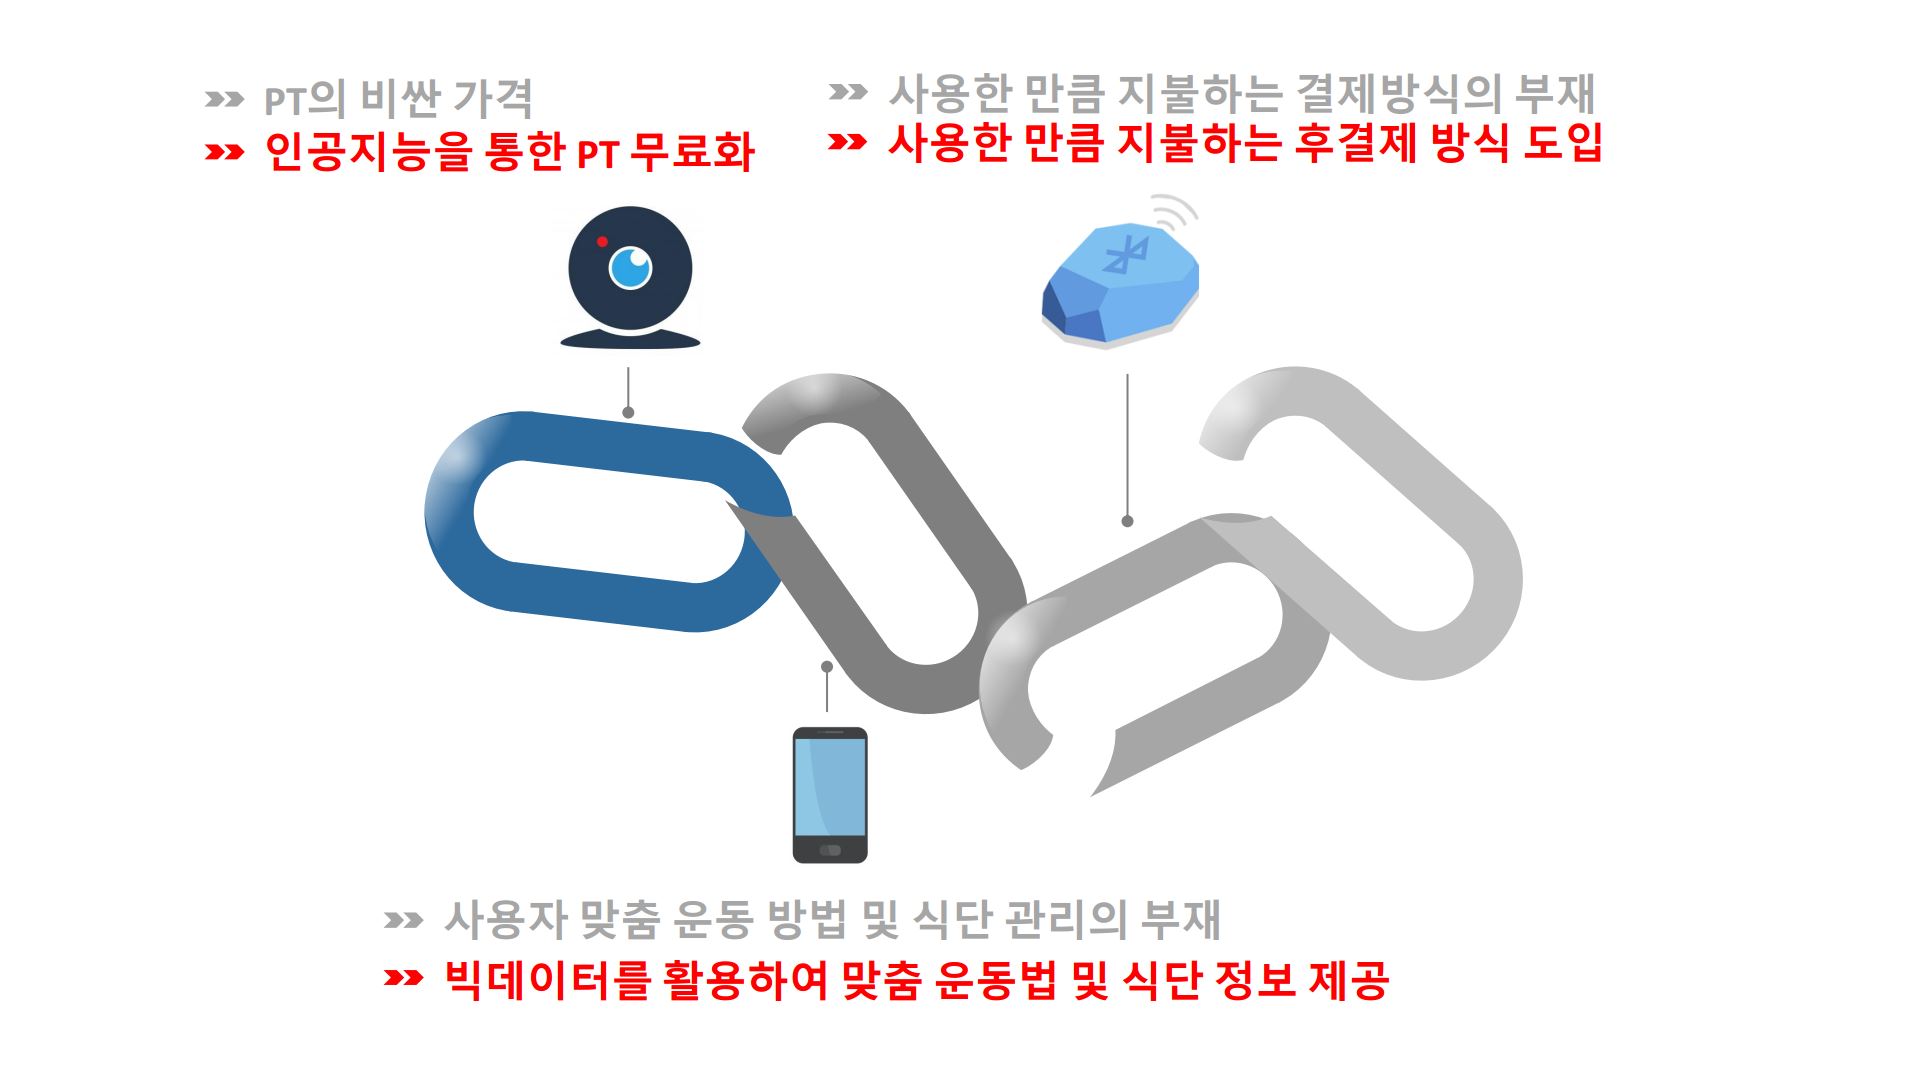 PT의 비싼 가격
인공지능을 통한 PT 무료화
사용한 만큼 지불하는 결제방식의 부재
사용한 만큼 지불하는 후결제 방식 도입
사용자 맞춤 운동 방법 및 식단 관리의 부재
빅데이터를 활용하여 맞춤 운동법 및 식단 정보 제공